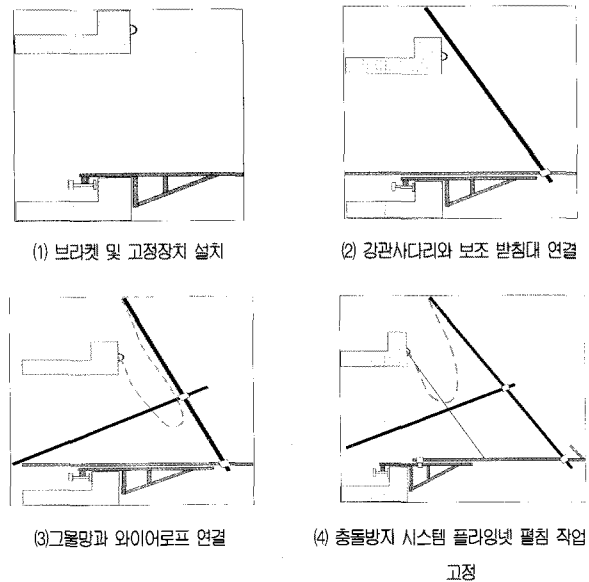 (1) 브라켓 및 고정장치 설치
(2) 강관사다리와 보조 받침대 연결
(3)그물망과 와이어로프 연결
(4) 충돌방지 시스템 플라잉넷 펼침 작업
고정